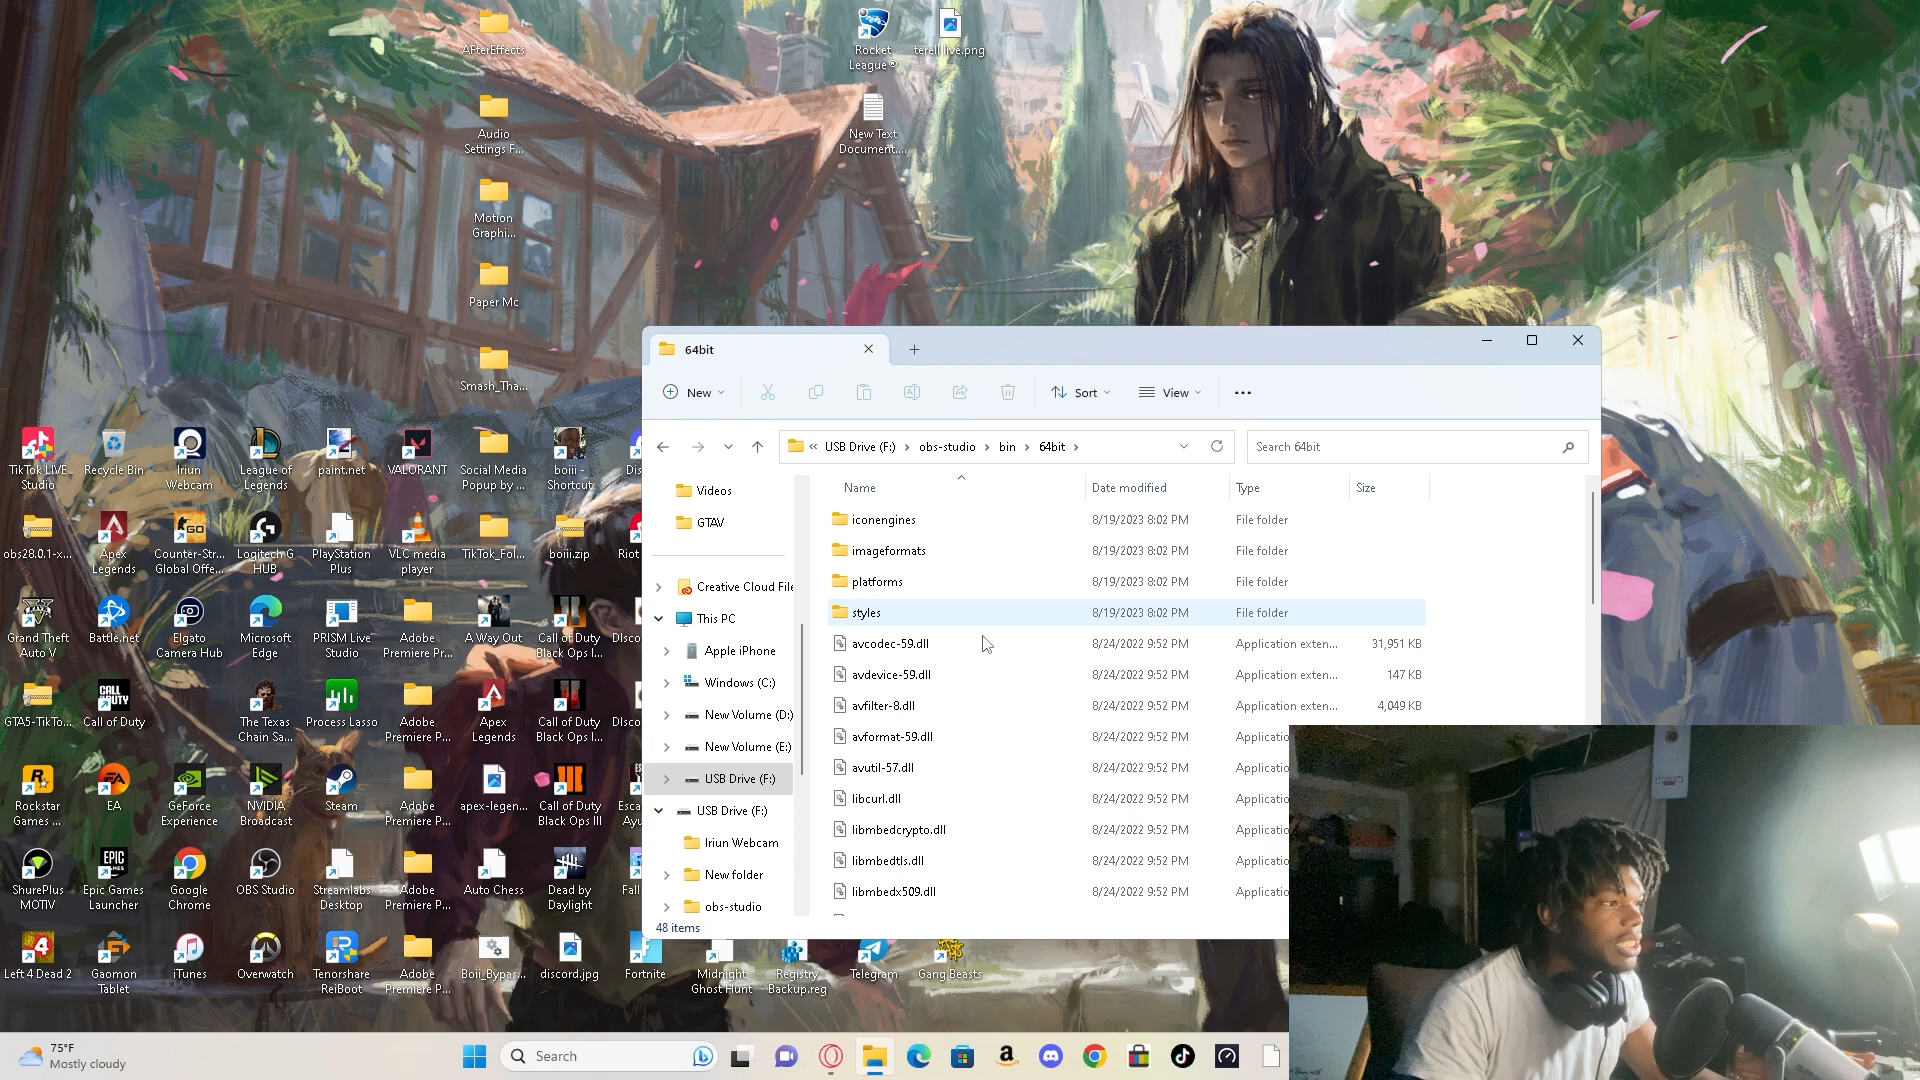 AFterEffects
Audio
Settings F...
Motion
Graphi...
Paper Mc
Smash_Tha...
Rocket
League®
New Text
Document....
64bit
New
Sort
View
USB Drive (F:)
obs-studio
bin
64bit
Search 64bit
Videos
GTAV
Creative Cloud File
This PC
Apple iPhone
Windows (C:)
New Volume (D:)
New Volume (E:)
USB Drive (F:)
USB Drive (F:)
Iriun Webcam
New folder
obs-studio
48 items
Name Date modified Type Size
iconengines 8/19/2023 8:02 PM File folder
imageformats 8/19/2023 8:02 PM File folder
platforms 8/19/2023 8:02 PM File folder
styles 8/19/2023 8:02 PM File folder
avcodec-59.dll 8/24/2022 9:52 PM Application exten... 31,951 KB
avdevice-59.dll 8/24/2022 9:52 PM Application exten... 147 KB
avfilter-8.dll 8/24/2022 9:52 PM Application exten... 4,049 KB
avformat-59.dll 8/24/2022 9:52 PM Applicatio
avutil-57.dll 8/24/2022 9:52 PM Applicatio
libcurl.dll 8/24/2022 9:52 PM Applicatio
libmbedcrypto.dll 8/24/2022 9:52 PM Applicatio
libmbedtls.dll 8/24/2022 9:52 PM Applicatio
libmbedx509.dll 8/24/2022 9:52 PM Applicatio
TikTok LIVE
Studio
Recycle Bin
Iriun
Webcam
League of
Legends
paint.net
VALORANT
Social Media
Popup by ...
boiii -
Shortcut
Dis
obs28.0.1-x...
Apex
Legends
Counter-Str...
Global Offe...
Logitech G
HUB
PlayStation
Plus
VLC media
player
TikTok_Fol...
boiii.zip
Riot
Grand Theft
Auto V
Battle.net
Elgato
Camera Hub
Microsoft
Edge
PRISM Live
Studio
Adobe
Premiere Pr...
A Way Out
Call of Duty
Black Ops I...
DIsco
GTA5-TikTo...
Call of Duty
The Texas
Chain Sa...
Process Lasso
Adobe
Premiere P...
Apex
Legends
Call of Duty
Black Ops I...
DIsco
Rockstar
Games ...
EA
GeForce
Experience
NVIDIA
Broadcast
Steam
Adobe
Premiere P...
apex-legen...
Call of Duty
Black Ops III
Esca
Ayu
ShurePlus
MOTIV
Epic Games
Launcher
Google
Chrome
OBS Studio
Streamlabs
Desktop
Adobe
Premiere P...
Auto Chess
Dead by
Daylight
Fall
Left 4 Dead 2
Gaomon
Tablet
iTunes
Overwatch
Tenorshare
ReiBoot
Adobe
Premiere P...
Boii_Bypas...
discord.jpg
Fortnite
Midnight
Ghost Hunt
Registry
Backup.reg
Telegram
Gang Beasts
75°F
Mostly cloudy
Search